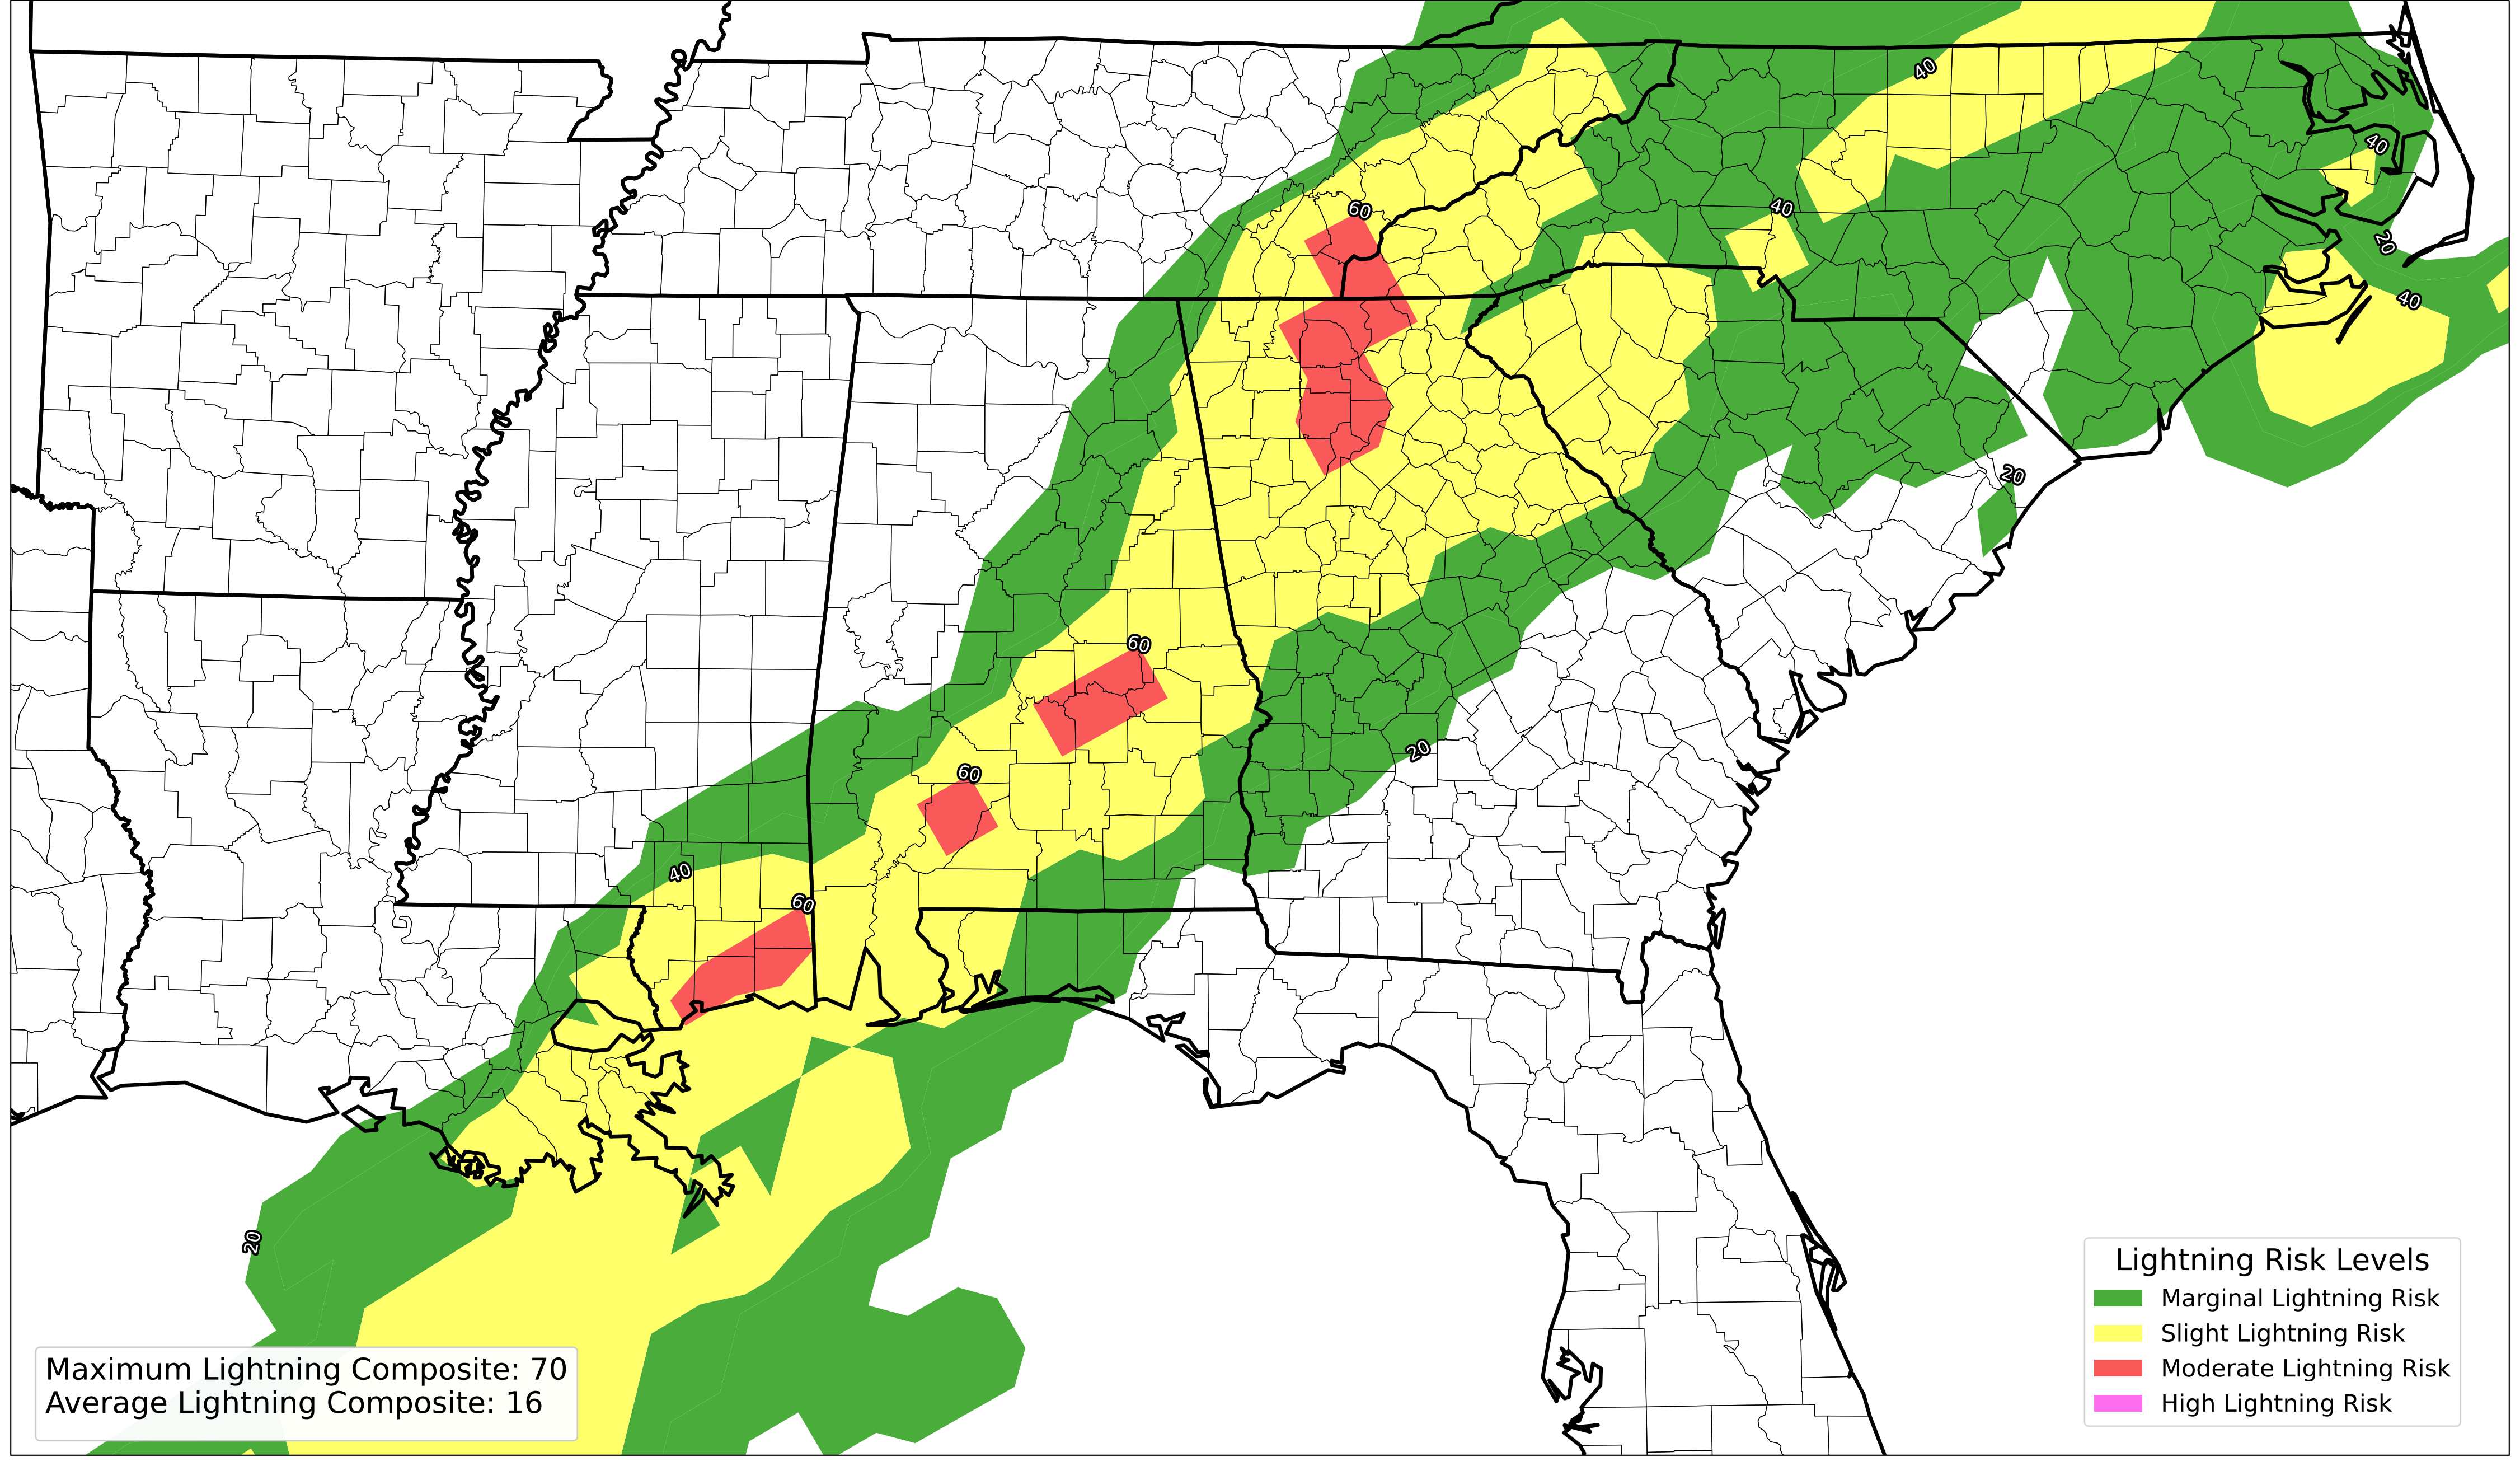 40
40
60
40
20
40
20
60
20
60
40
60
20
Lightning Risk Levels
Marginal Lightning Risk
Slight Lightning Risk
Moderate Lightning Risk
High Lightning Risk
Maximum Lightning Composite: 70
Average Lightning Composite: 16